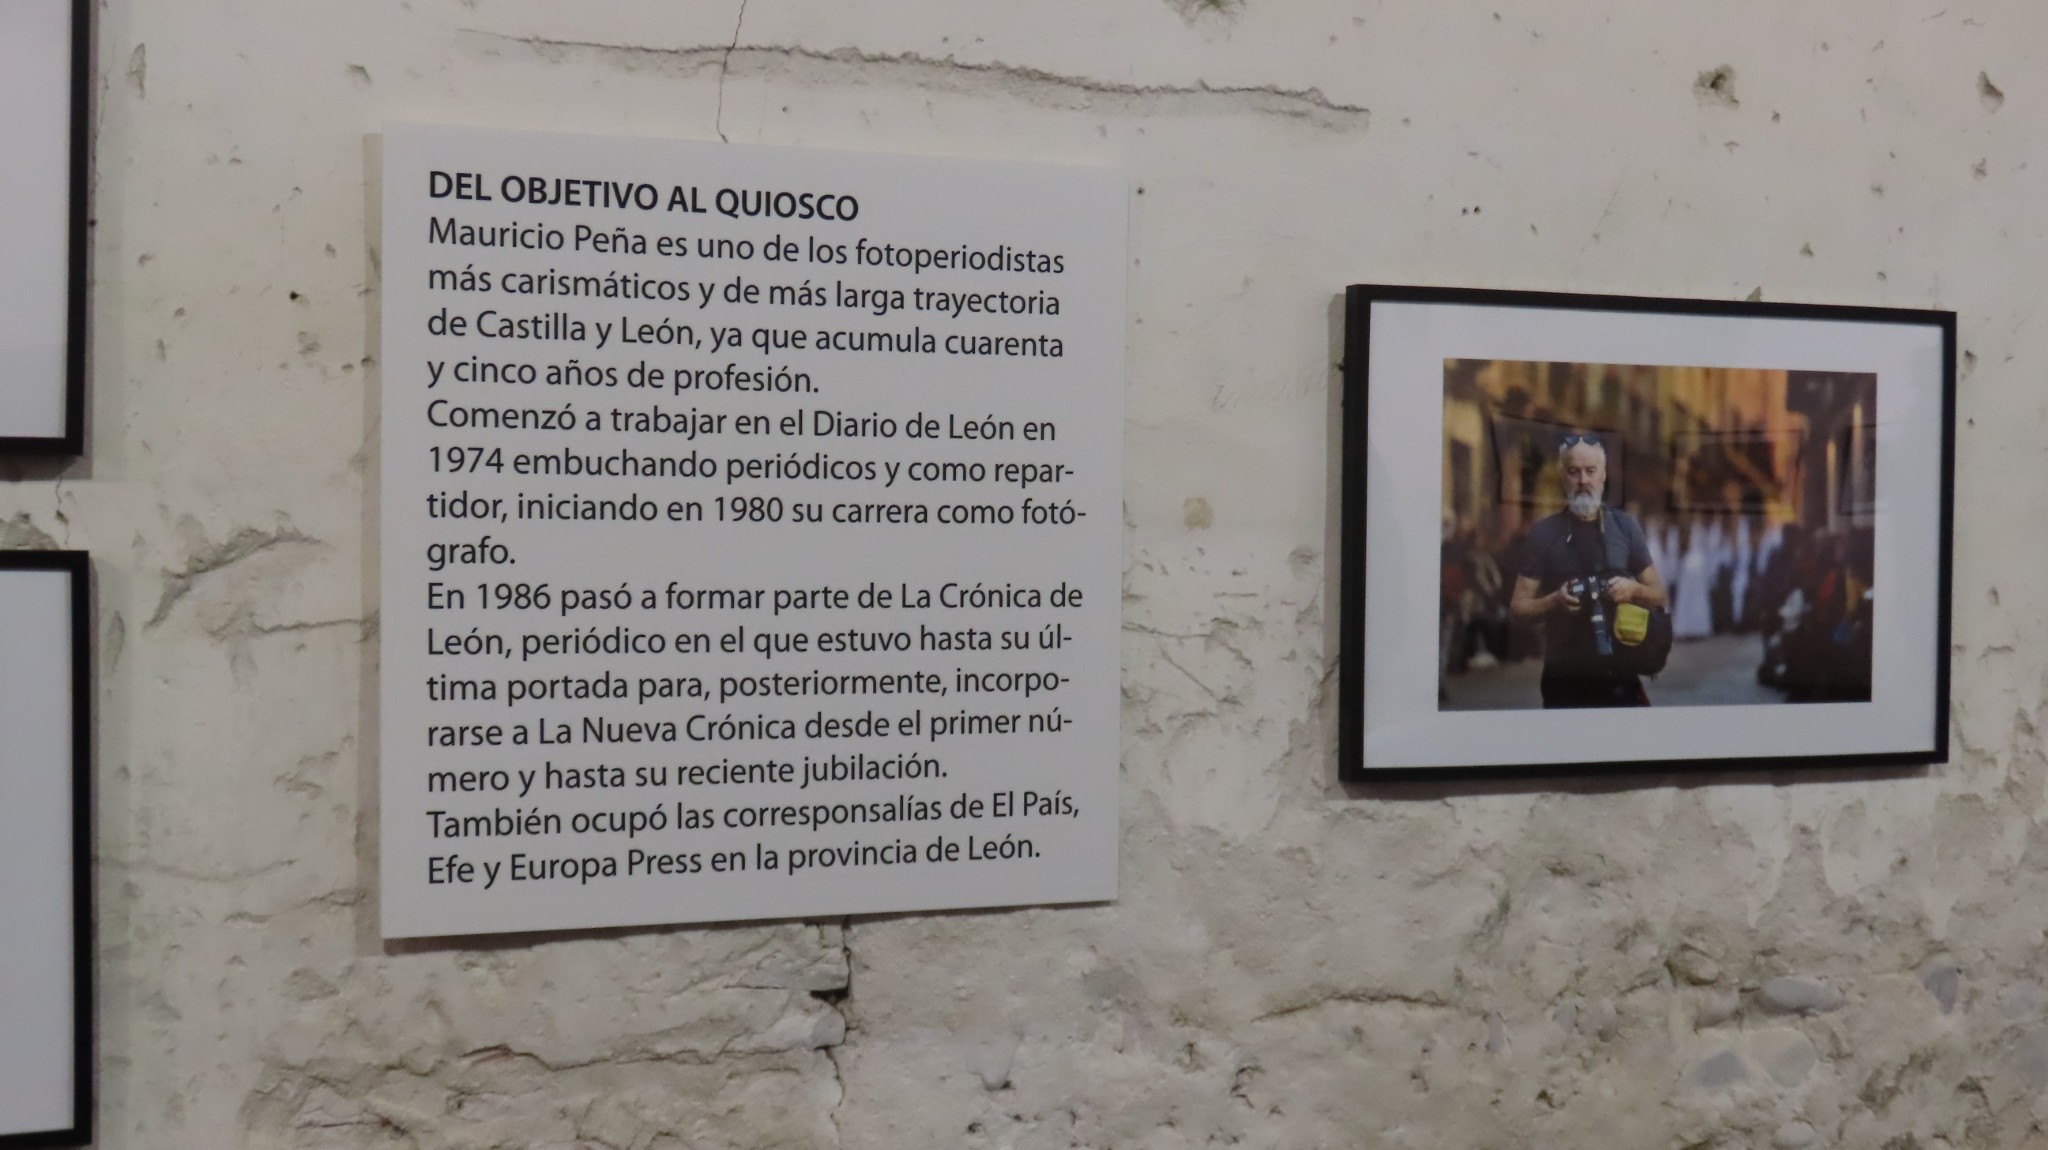 DEL OBJETIVO AL QUIOSCO
Mauricio Peña es uno de los fotoperiodistas
más carismáticos y de más larga trayectoria
de Castilla y León, ya que acumula cuarenta
y cinco años de profesión.
Comenzó a trabajar en el Diario de León en
1974 embuchando periódicos y como repar-
tidor, iniciando en 1980 su carrera como fotó-
grafo.
En 1986 pasó a formar parte de La Crónica de
León, periódico en el que estuvo hasta su úl-
tima portada para, posteriormente, incorpo-
rarse a La Nueva Crónica desde el primer nú-
mero y hasta su reciente jubilación.
También ocupó las corresponsalías de El País,
Efe y Europa Press en la provincia de León.